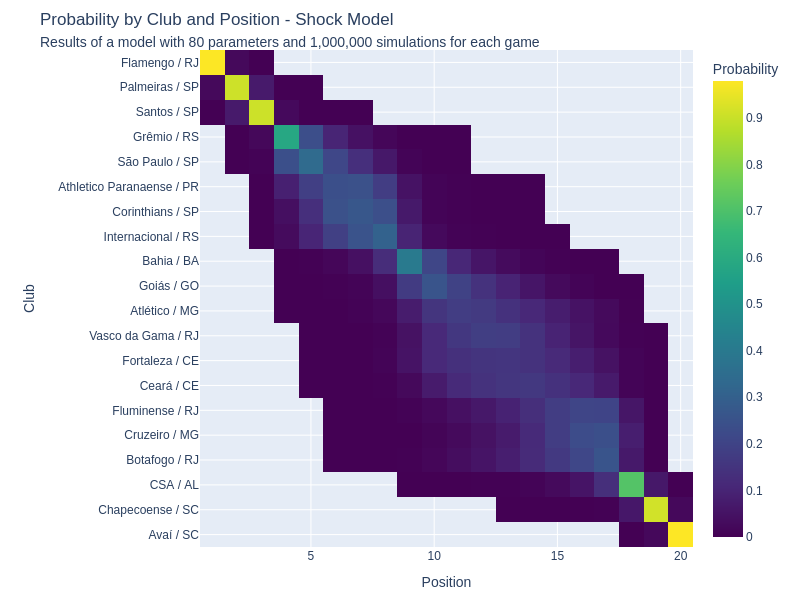 Probability by Club and Position - Shock Model
Results of a model with 80 parameters and 1,000,000 simulations for each game
Probability
Flamengo / RJ
Palmeiras / SP
Santos / SP
Grêmio / RS
São Paulo / SP
Athletico Paranaense / PR
Corinthians / SP
Internacional / RS
Bahia / BA
Goiás / GO
Atlético / MG
Vasco da Gama / RJ
Fortaleza / CE
Ceará / CE
Fluminense / RJ
Cruzeiro / MG
Botafogo / RJ
CSA / AL
Chapecoense / SC
Avaí / SC
Club
5
10
15
20
Position
0.9
0.8
0.7
0.6
0.5
0.4
0.3
0.2
0.1
0